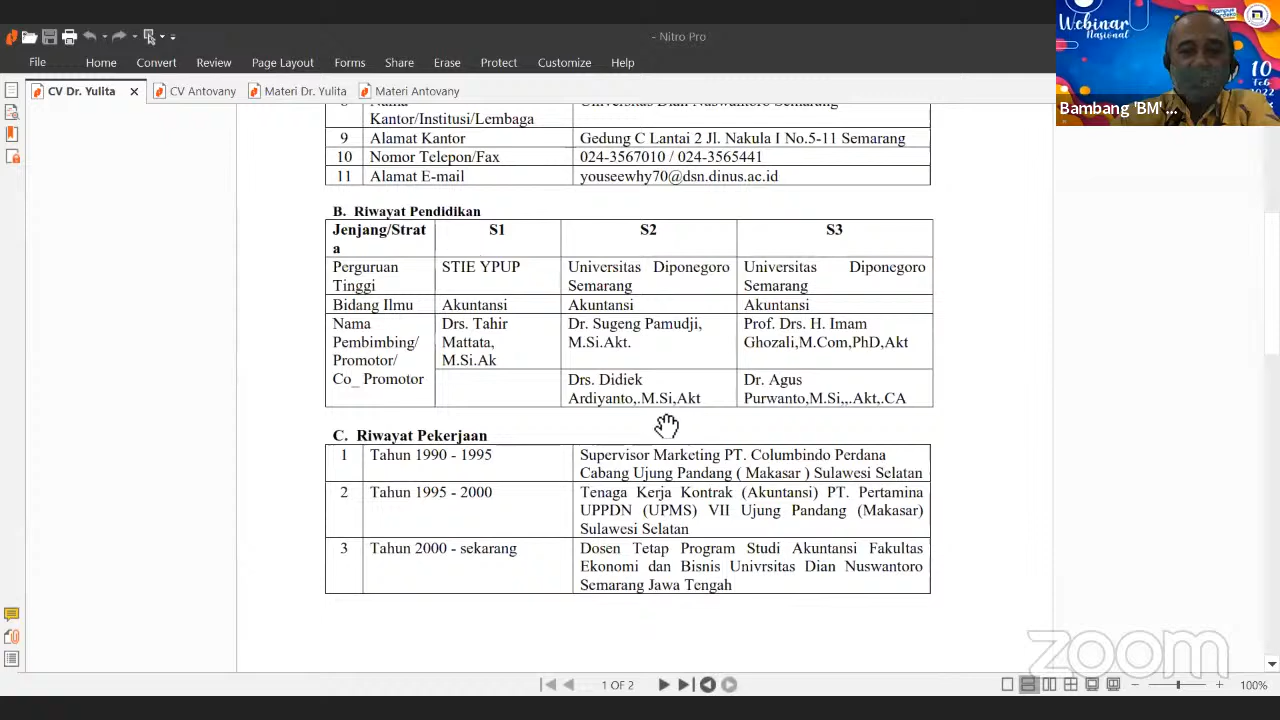 - Nitro Pro
File Home Convert Review Page Layout Forms Share Erase Protect Customize Help
CV Dr. Yulita CV Antovany Materi Dr. Yulita Materi Antovany
Webinar
Nasional
10
Feb
2022
Bambang 'BM' ...
8 Nama Universitas Dian Nuswantoro Semarang
Kantor/Institusi/Lembaga
9 Alamat Kantor Gedung C Lantai 2 Jl. Nakula I No.5-11 Semarang
10 Nomor Telepon/Fax 024-3567010 / 024-3565441
11 Alamat E-mail youseewhy70@dsn.dinus.ac.id
B. Riwayat Pendidikan
Jenjang/Strat S1 S2 S3
a
Perguruan STIE YPUP Universitas Diponegoro Universitas Diponegoro
Tinggi Semarang Semarang
Bidang Ilmu Akuntansi Akuntansi Akuntansi
Nama Drs. Tahir Dr. Sugeng Pamudji, Prof. Drs. H. Imam
Pembimbing/ Mattata, M.Si.Akt. Ghozali,M.Com,PhD,Akt
Promotor/ M.Si.Ak
Co_ Promotor Drs. Didiek Dr. Agus
Ardiyanto,.M.Si,Akt Purwanto,M.Si,,.Akt,.CA
C. Riwayat Pekerjaan
1 Tahun 1990 - 1995 Supervisor Marketing PT. Columbindo Perdana
Cabang Ujung Pandang ( Makasar ) Sulawesi Selatan
2 Tahun 1995 - 2000 Tenaga Kerja Kontrak (Akuntansi) PT. Pertamina
UPPDN (UPMS) VII Ujung Pandang (Makasar)
Sulawesi Selatan
3 Tahun 2000 - sekarang Dosen Tetap Program Studi Akuntansi Fakultas
Ekonomi dan Bisnis Univrsitas Dian Nuswantoro
Semarang Jawa Tengah
zoom
1 OF 2 100%